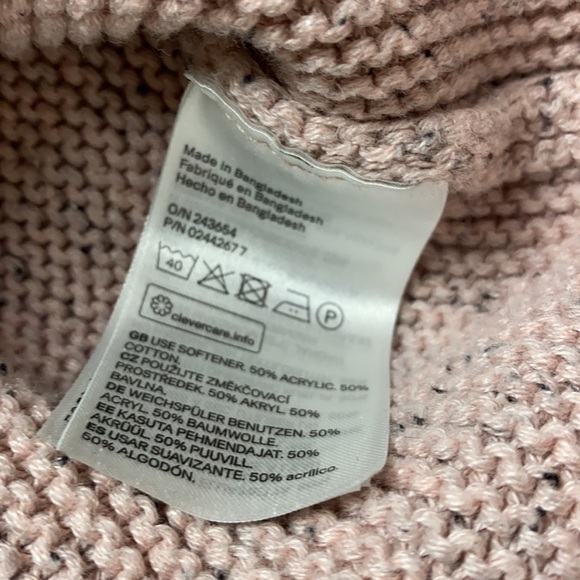 Made in Bangladesh
Fabriqué en Bangladesh
Hecho en Bangladesh
O/N 243654
P/N 02442677
40
P
clevercare.info
GB USE SOFTENER. 50% ACRYLIC. 50%
COTTON.
CZ POUŽIJTE ZMĚKČOVACÍ
PROSTŘEDEK. 50% AKRYL. 50%
BAVLNA.
DE WEICHSPÜLER BENUTZEN. 50%
ACRYL. 50% BAUMWOLLE.
EE KASUTA PEHMENDAJAT. 50%
AKRÜÜL. 50% PUUVILL.
ES USAR SUAVIZANTE. 50% acrílico.
50% ALGODÓN.